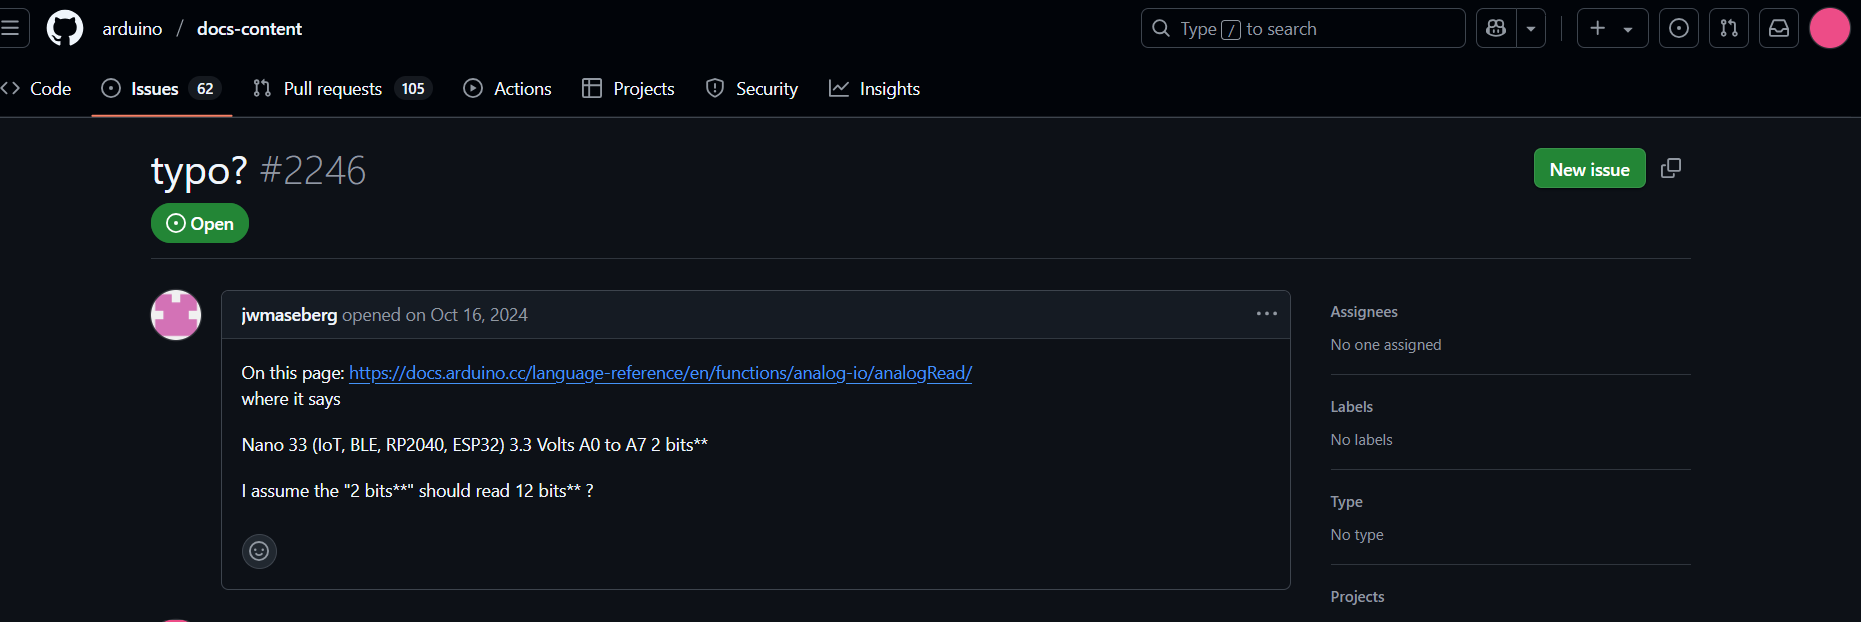 arduino / docs-content
Type / to search
Code
Issues 62
Pull requests 105
Actions
Projects
Security
Insights
typo? #2246
New issue
Open
jwmaseberg opened on Oct 16, 2024
On this page: https://docs.arduino.cc/language-reference/en/functions/analog-io/analogRead/
where it says
Nano 33 (IoT, BLE, RP2040, ESP32) 3.3 Volts A0 to A7 2 bits**
I assume the "2 bits**" should read 12 bits** ?
Assignees
No one assigned
Labels
No labels
Type
No type
Projects